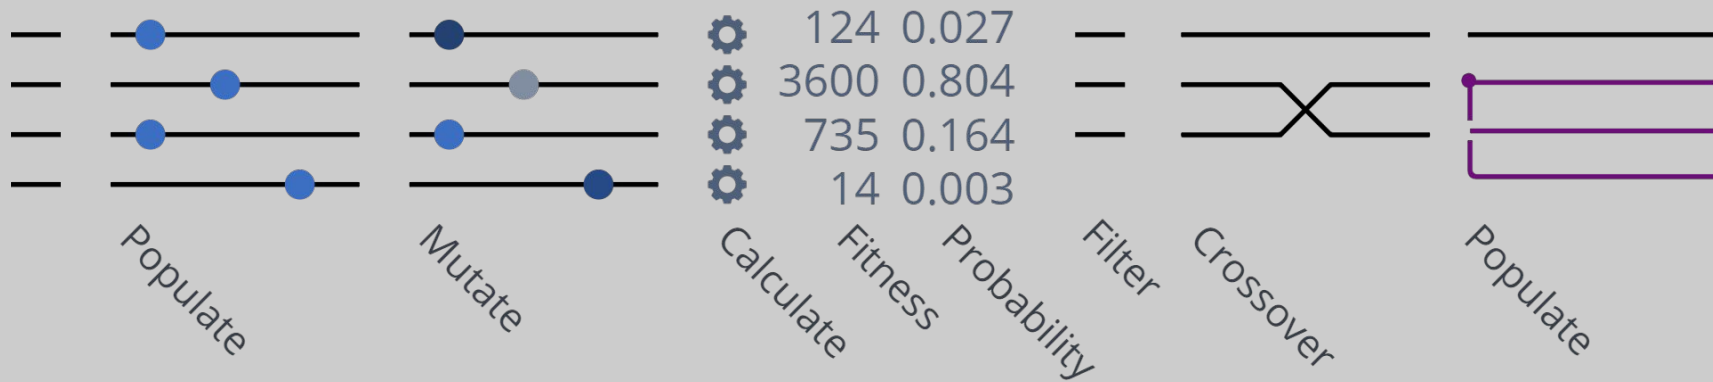 124 0.027
3600 0.804
735 0.164
14 0.003
Populate
Mutate
Calculate
Fitness
Probability
Filter
Crossover
Populate